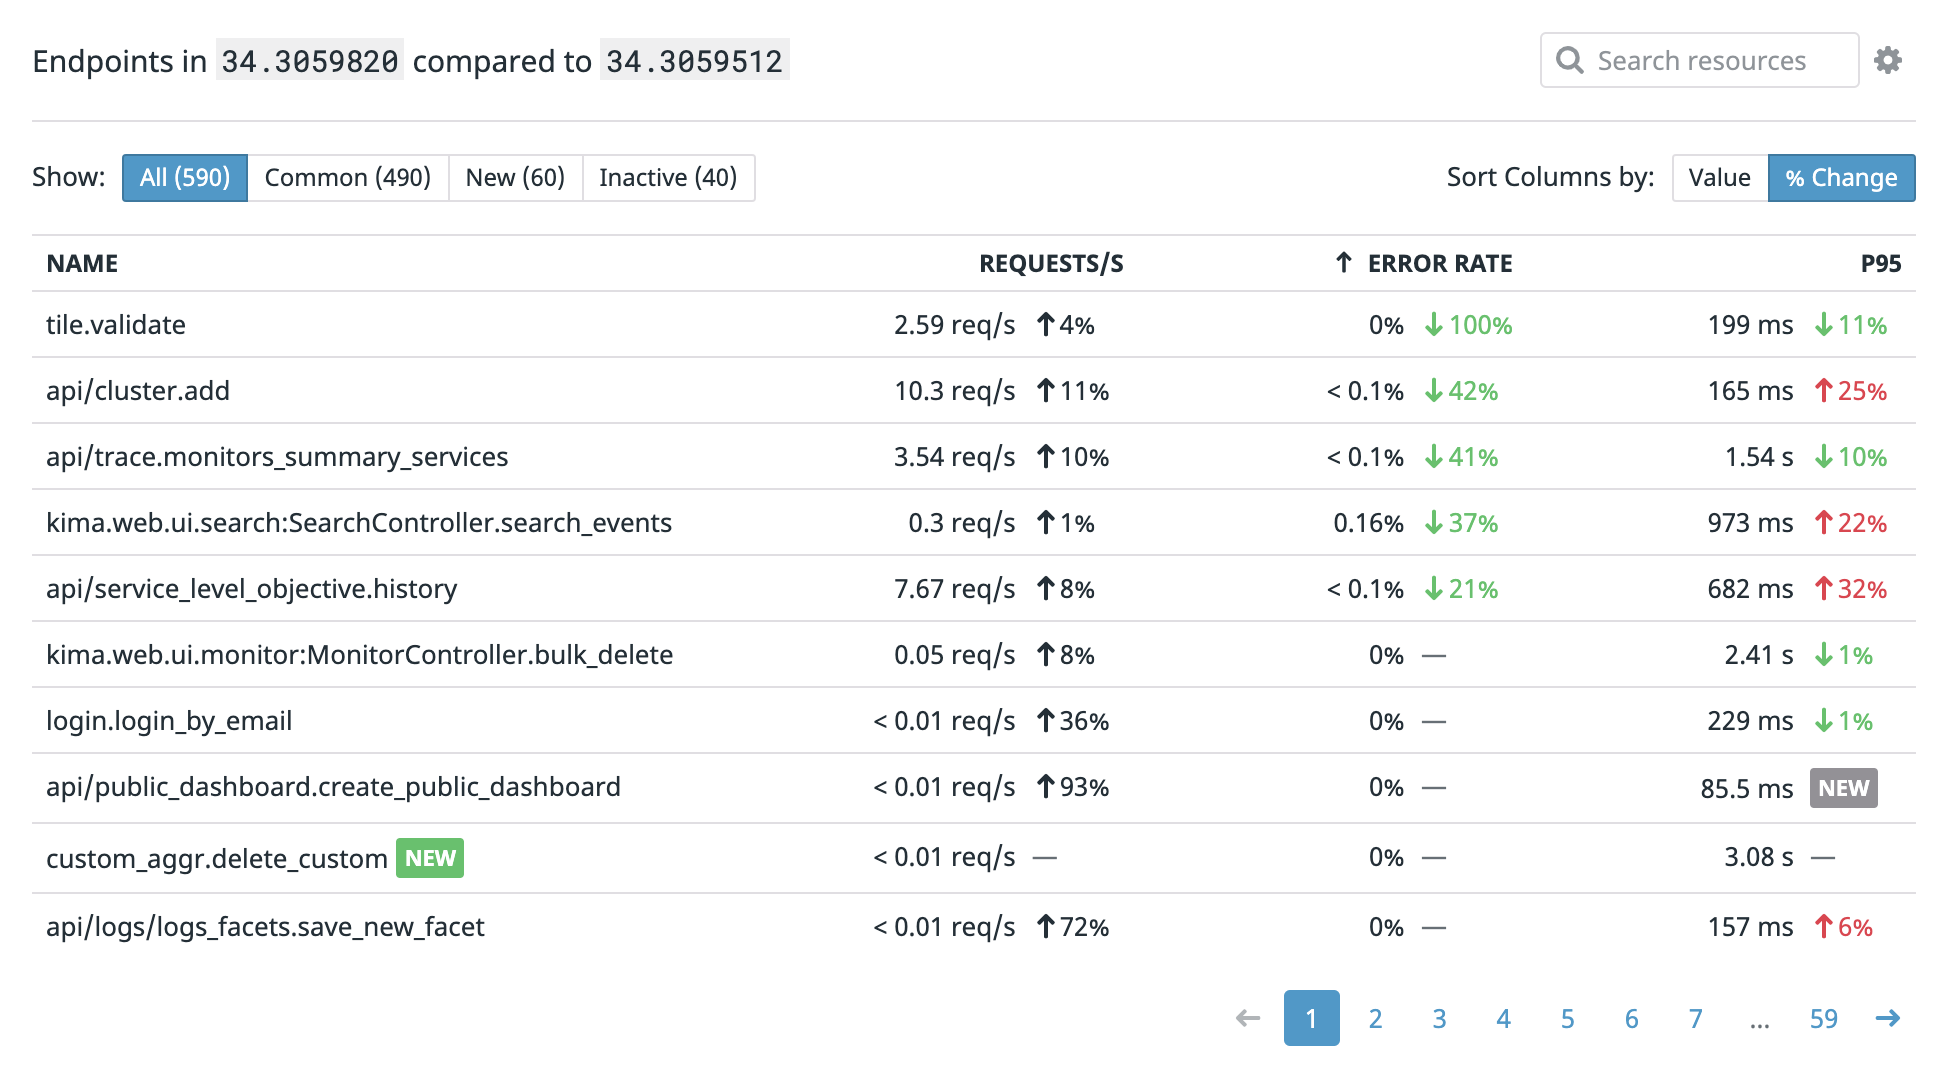 Endpoints in 34.3059820 compared to 34.3059512
Search resources
Show: All (590) Common (490) New (60) Inactive (40)
Sort Columns by: Value % Change
NAME REQUESTS/S ↑ ERROR RATE P95
tile.validate 2.59 req/s ↑4% 0% ↓100% 199 ms ↓11%
api/cluster.add 10.3 req/s ↑11% < 0.1% ↓42% 165 ms ↑25%
api/trace.monitors_summary_services 3.54 req/s ↑10% < 0.1% ↓41% 1.54 s ↓10%
kima.web.ui.search:SearchController.search_events 0.3 req/s ↑1% 0.16% ↓37% 973 ms ↑22%
api/service_level_objective.history 7.67 req/s ↑8% < 0.1% ↓21% 682 ms ↑32%
kima.web.ui.monitor:MonitorController.bulk_delete 0.05 req/s ↑8% 0% — 2.41 s ↓1%
login.login_by_email < 0.01 req/s ↑36% 0% — 229 ms ↓1%
api/public_dashboard.create_public_dashboard < 0.01 req/s ↑93% 0% — 85.5 ms NEW
custom_aggr.delete_custom NEW < 0.01 req/s — 0% — 3.08 s —
api/logs/logs_facets.save_new_facet < 0.01 req/s ↑72% 0% — 157 ms ↑6%
← 1 2 3 4 5 6 7 ... 59 →